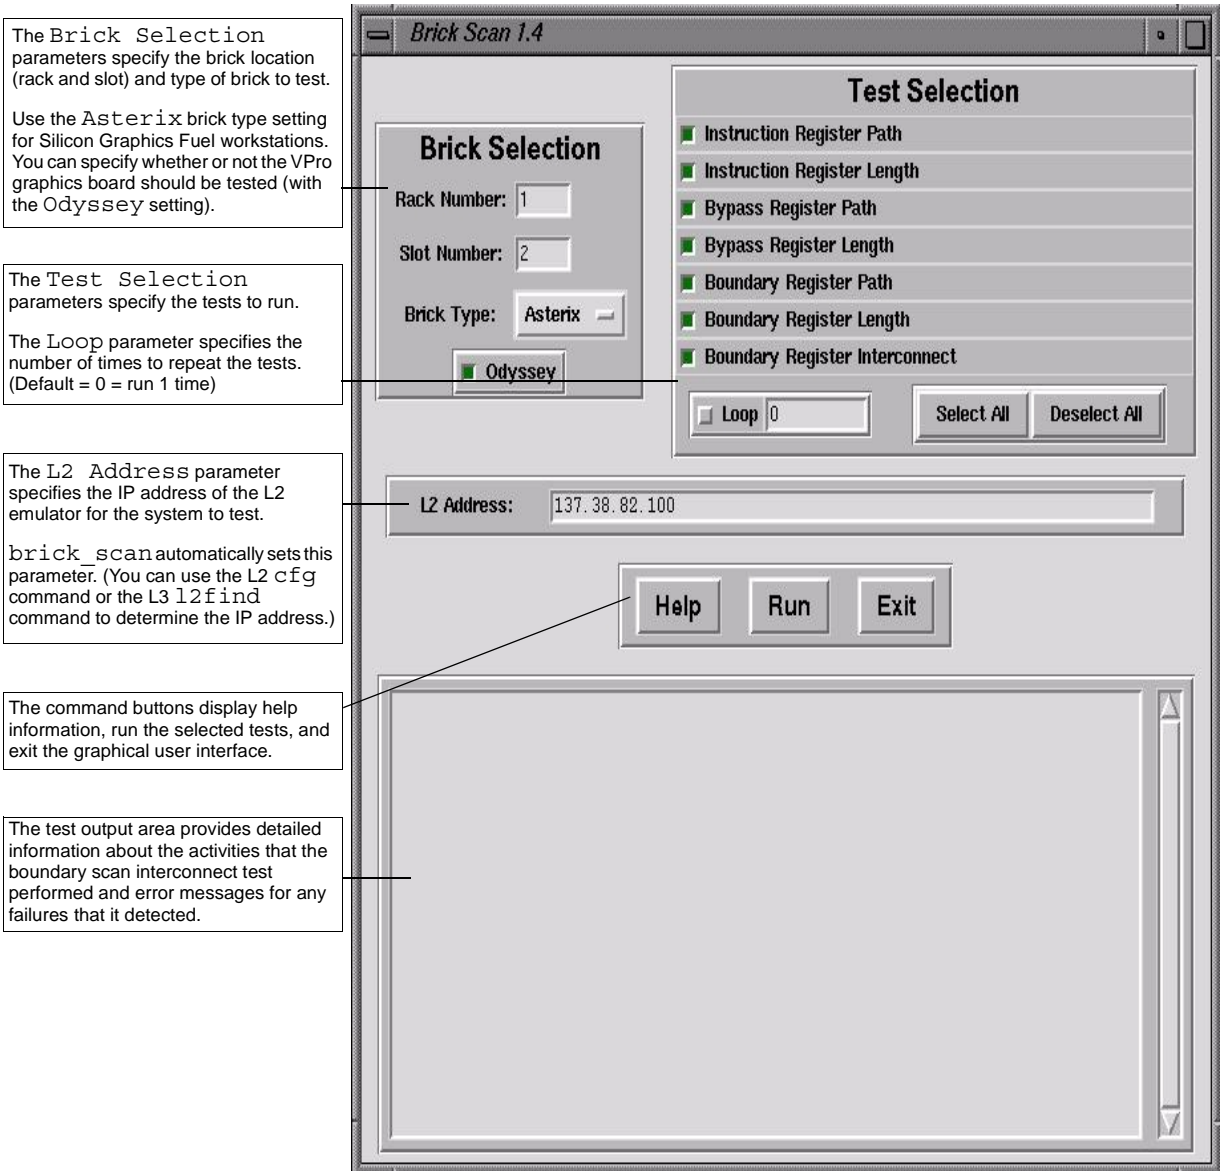 The Brick Selection
parameters specify the brick location
(rack and slot) and type of brick to test.
Use the Asterix brick type setting
for Silicon Graphics Fuel workstations.
You can specify whether or not the VPro
graphics board should be tested (with
the Odyssey setting).
The Test Selection
parameters specify the tests to run.
The Loop parameter specifies the
number of times to repeat the tests.
(Default = 0 = run 1 time)
The L2 Address parameter
specifies the IP address of the L2
emulator for the system to test.
brick_scan automatically sets this
parameter. (You can use the L2 cfg
command or the L3 l2find
command to determine the IP address.)
The command buttons display help
information, run the selected tests, and
exit the graphical user interface.
The test output area provides detailed
information about the activities that the
boundary scan interconnect test
performed and error messages for any
failures that it detected.
Brick Scan 1.4
Brick Selection
Rack Number: 1
Slot Number: 2
Brick Type: Asterix
Odyssey
Test Selection
Instruction Register Path
Instruction Register Length
Bypass Register Path
Bypass Register Length
Boundary Register Path
Boundary Register Length
Boundary Register Interconnect
Loop 0 Select All Deselect All
L2 Address: 137.38.82.100
Help Run Exit